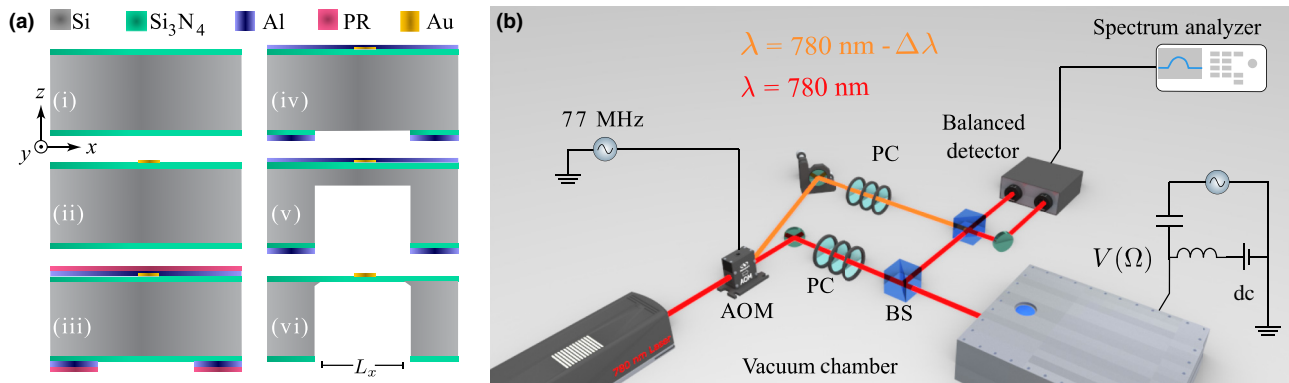 (a)
Si
Si₃N₄
Al
PR
Au
(i)
(iv)
z
y
x
(ii)
(v)
(iii)
(vi)
Lₓ
(b)
λ = 780 nm - Δλ
λ = 780 nm
Spectrum analyzer
77 MHz
Balanced
detector
PC
PC
AOM
AOM
BS
V(Ω)
dc
780 nm LASER
Vacuum chamber